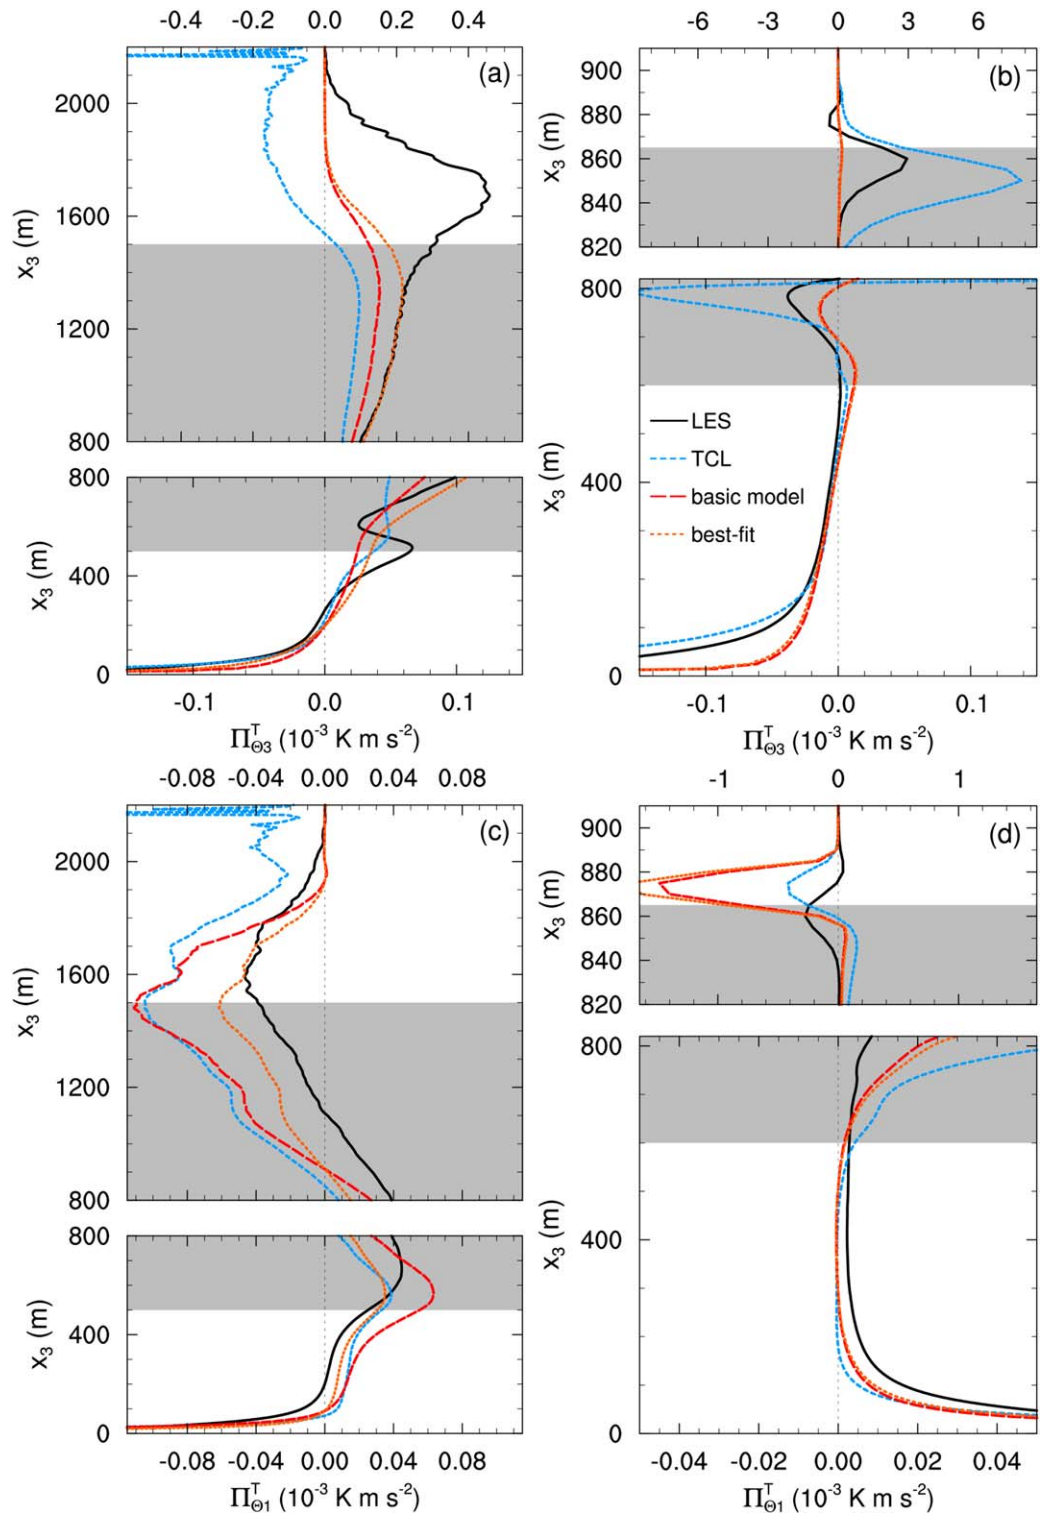 -0.4 -0.2 0.0 0.2 0.4
(a)
2000
1600
1200
800
x3 (m)
800
400
0
x3 (m)
-0.1 0.0 0.1
Π^T_Θ3 (10^-3 K m s^-2)
-6 -3 0 3 6
(b)
900
880
860
840
820
x3 (m)
800
400
0
x3 (m)
LES
TCL
basic model
best-fit
-0.1 0.0 0.1
Π^T_Θ3 (10^-3 K m s^-2)
-0.08 -0.04 0.00 0.04 0.08
(c)
2000
1600
1200
800
x3 (m)
800
400
0
x3 (m)
-0.08 -0.04 0.00 0.04 0.08
Π^T_Θ1 (10^-3 K m s^-2)
-1 0 1
(d)
900
880
860
840
820
x3 (m)
800
400
0
x3 (m)
-0.04 -0.02 0.00 0.02 0.04
Π^T_Θ1 (10^-3 K m s^-2)